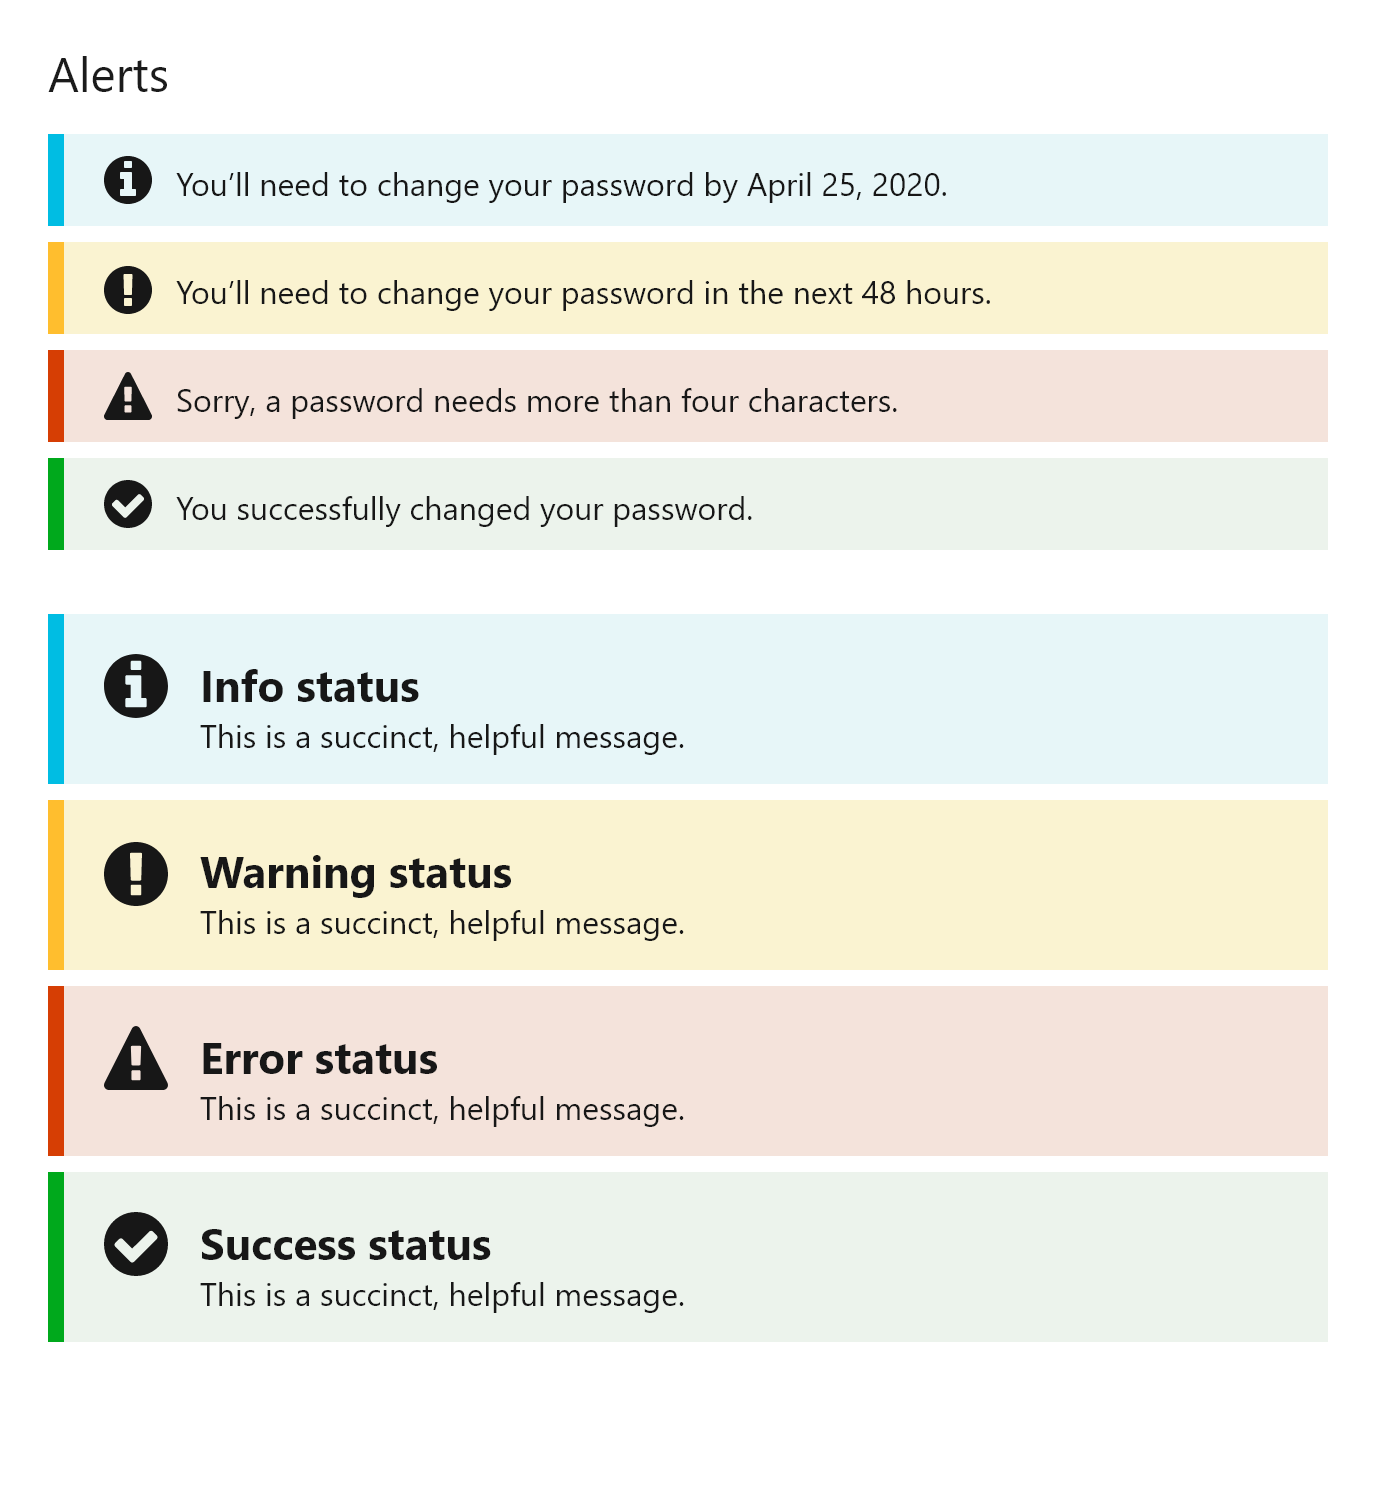 Alerts
You’ll need to change your password by April 25, 2020.
You’ll need to change your password in the next 48 hours.
Sorry, a password needs more than four characters.
You successfully changed your password.
Info status
This is a succinct, helpful message.
Warning status
This is a succinct, helpful message.
Error status
This is a succinct, helpful message.
Success status
This is a succinct, helpful message.